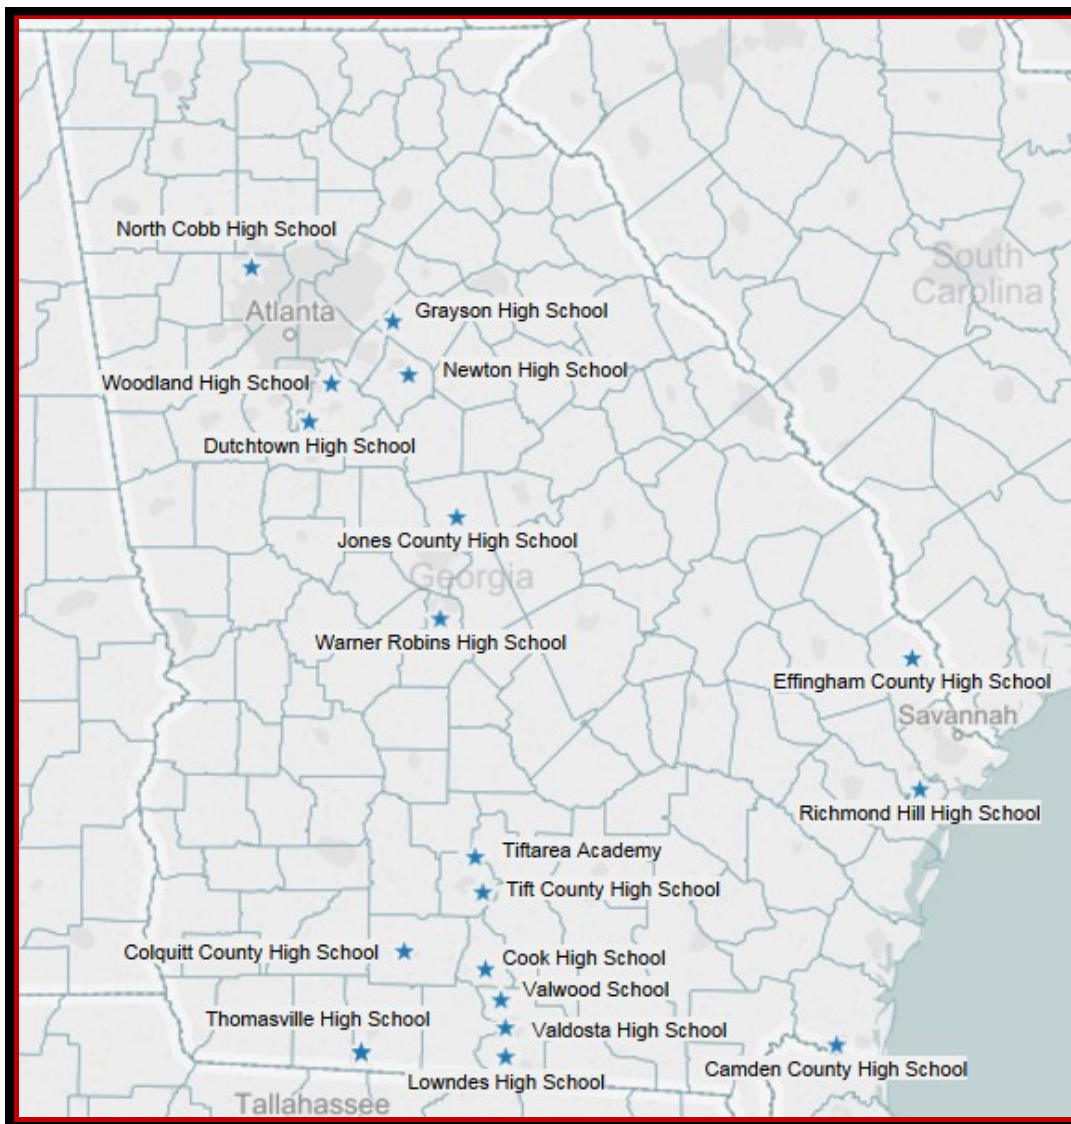 South
Carolina
North Cobb High School
Atlanta
Grayson High School
Newton High School
Woodland High School
Dutchtown High School
Jones County High School
Georgia
Warner Robins High School
Effingham County High School
Savannah
Richmond Hill High School
Tiftarea Academy
Tift County High School
Colquitt County High School
Cook High School
Valwood School
Thomasville High School
Valdosta High School
Camden County High School
Lowndes High School
Tallahassee